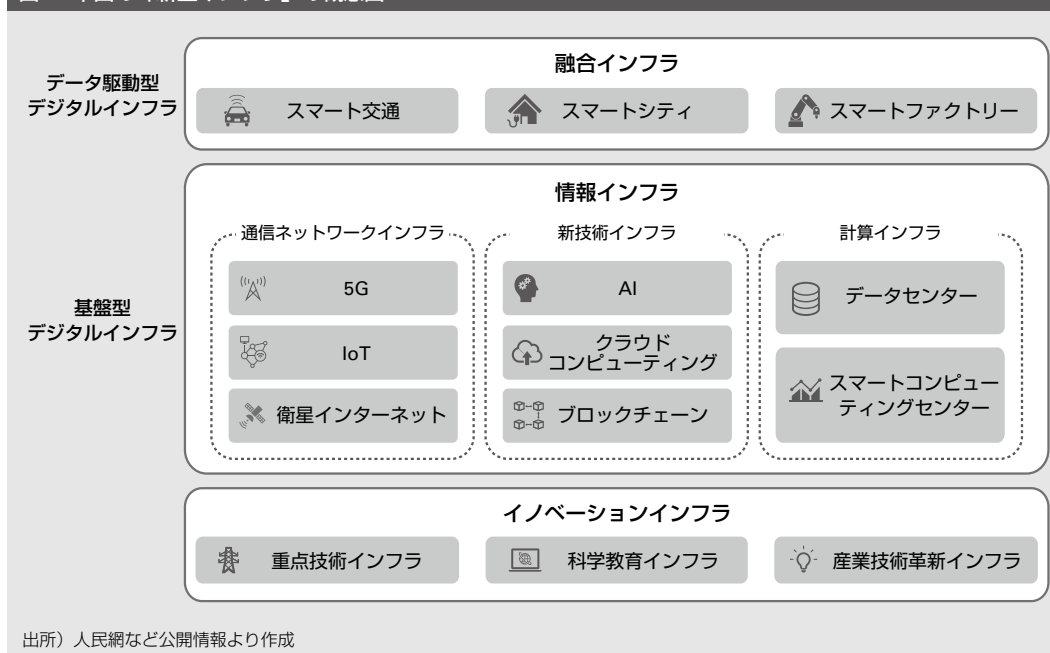 データ駆動型
デジタルインフラ
融合インフラ
スマート交通
スマートシティ
スマートファクトリー
基盤型
デジタルインフラ
情報インフラ
通信ネットワークインフラ
5G
IoT
衛星インターネット
新技術インフラ
AI
クラウド
コンピューティング
ブロックチェーン
計算インフラ
データセンター
スマートコンピュー
ティングセンター
イノベーションインフラ
重点技術インフラ
科学教育インフラ
産業技術革新インフラ
出所）人民網など公開情報より作成